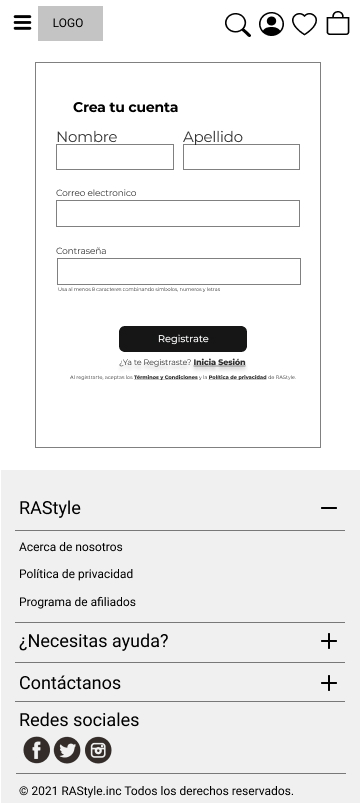 LOGO
Crea tu cuenta
Nombre Apellido
Correo electronico
Contraseña
Usa al menos 8 caracteres combinando simbolos, numeros y letras
Registrate
¿Ya te Registraste? Inicia Sesión
Al registrarte, aceptas los Términos y Condiciones y la Política de privacidad de RAStyle.
RAStyle
Acerca de nosotros
Política de privacidad
Programa de afiliados
¿Necesitas ayuda?
Contáctanos
Redes sociales
© 2021 RAStyle.inc Todos los derechos reservados.